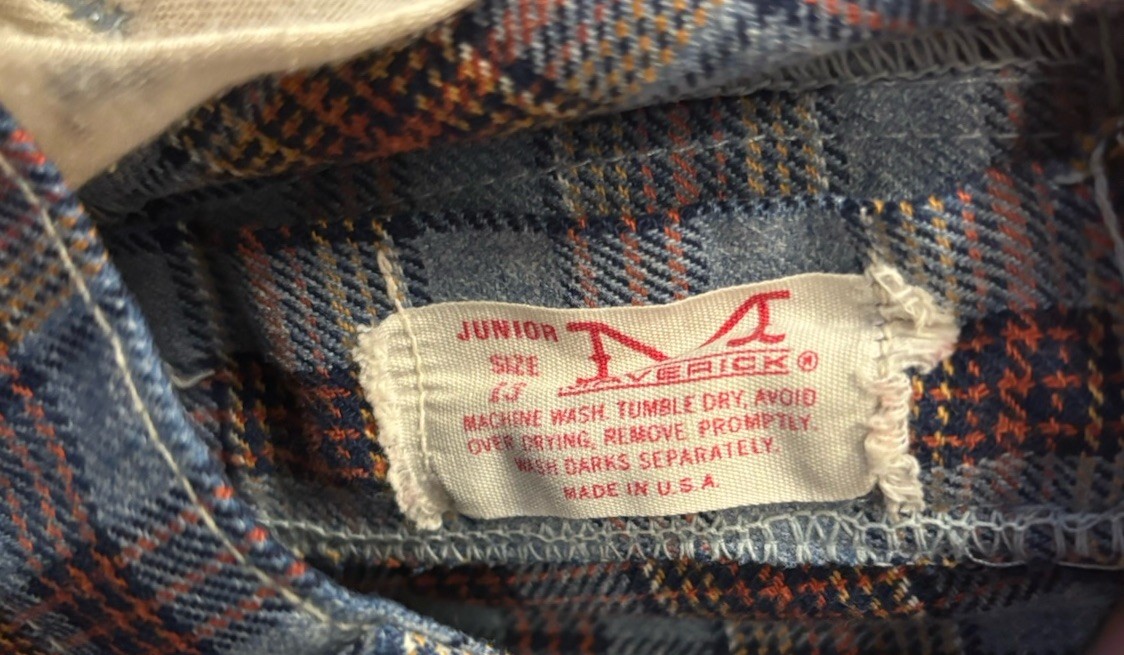 JUNIOR
SIZE
MAVERICK®
MACHINE WASH, TUMBLE DRY, AVOID
OVER DRYING, REMOVE PROMPTLY.
WASH DARKS SEPARATELY.
MADE IN U.S.A.